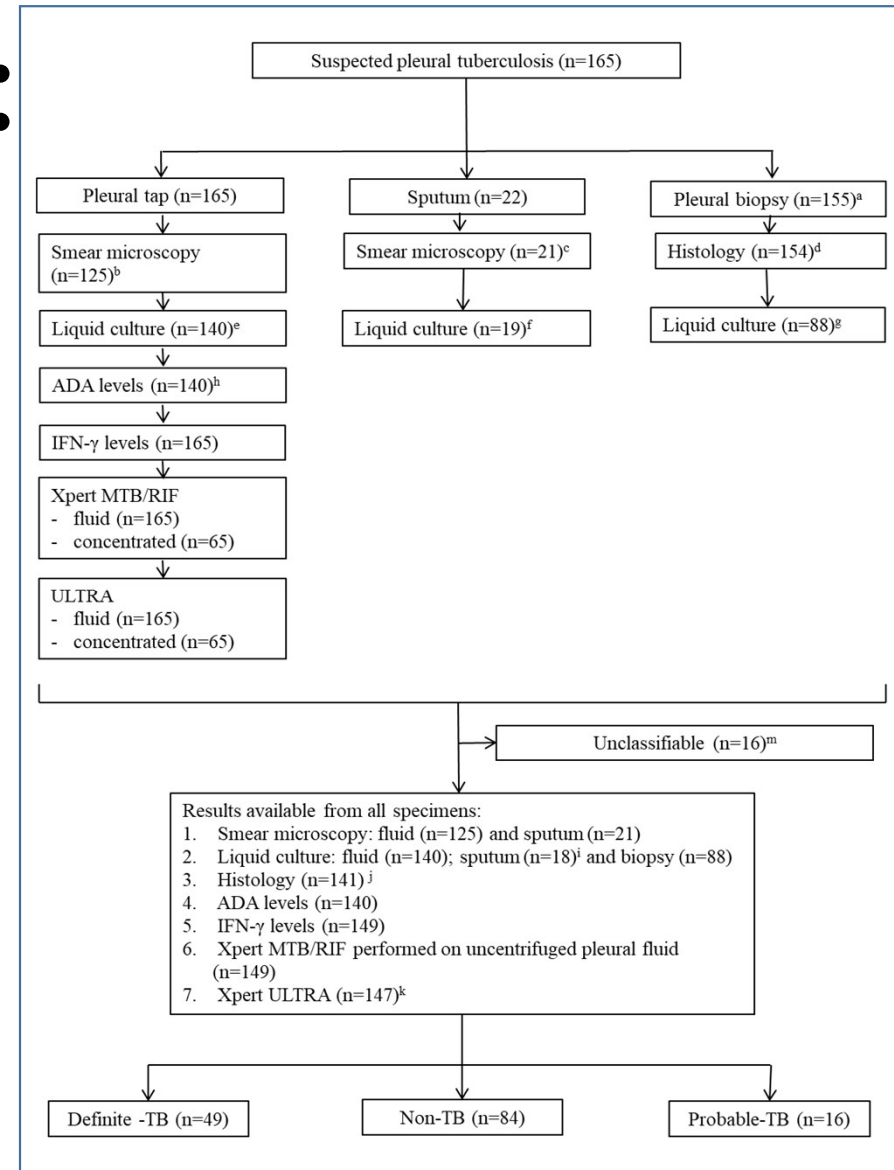 Suspected pleural tuberculosis (n=165)
Pleural tap (n=165)
Sputum (n=22)
Pleural biopsy (n=155)ᵃ
Smear microscopy
(n=125)ᵇ
Smear microscopy (n=21)ᶜ
Histology (n=154)ᵈ
Liquid culture (n=140)ᵉ
Liquid culture (n=19)ᶠ
Liquid culture (n=88)ᵍ
ADA levels (n=140)ʰ
IFN-γ levels (n=165)
Xpert MTB/RIF
- fluid (n=165)
- concentrated (n=65)
ULTRA
- fluid (n=165)
- concentrated (n=65)
Unclassifiable (n=16)ᵐ
Results available from all specimens:
1. Smear microscopy: fluid (n=125) and sputum (n=21)
2. Liquid culture: fluid (n=140); sputum (n=18)ⁱ and biopsy (n=88)
3. Histology (n=141) ʲ
4. ADA levels (n=140)
5. IFN-γ levels (n=149)
6. Xpert MTB/RIF performed on uncentrifuged pleural fluid
(n=149)
7. Xpert ULTRA (n=147)ᵏ
Definite -TB (n=49)
Non-TB (n=84)
Probable-TB (n=16)